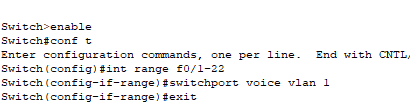 Switch>enable
Switch#conf t
Enter configuration commands, one per line.  End with CNTL/
Switch(config)#int range f0/1-22
Switch(config-if-range)#switchport voice vlan 1
Switch(config-if-range)#exit